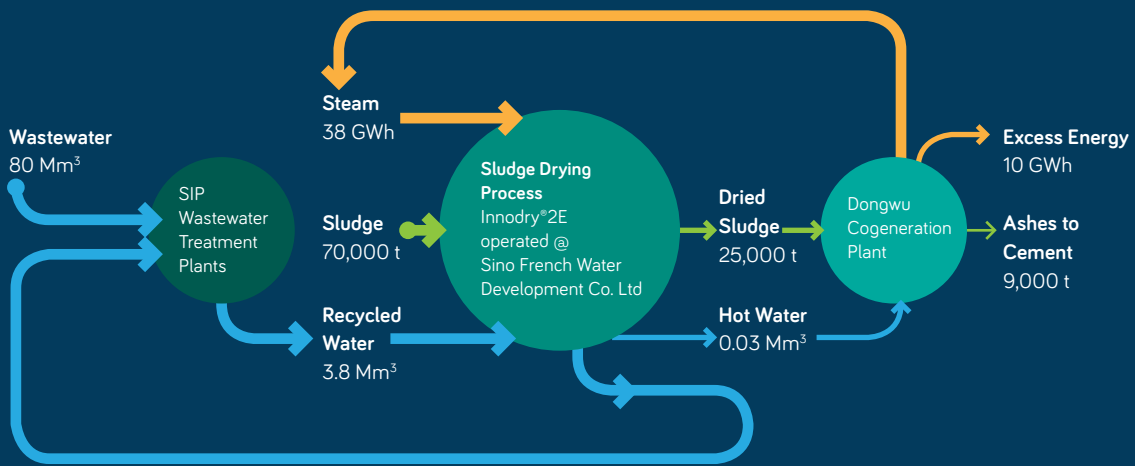 Wastewater
80 Mm³
SIP
Wastewater
Treatment
Plants
Steam
38 GWh
Sludge
70,000 t
Recycled
Water
3.8 Mm³
Sludge Drying
Process
Innodry®2E
operated @
Sino French Water
Development Co. Ltd
Dried
Sludge
25,000 t
Hot Water
0.03 Mm³
Dongwu
Cogeneration
Plant
Excess Energy
10 GWh
Ashes to
Cement
9,000 t